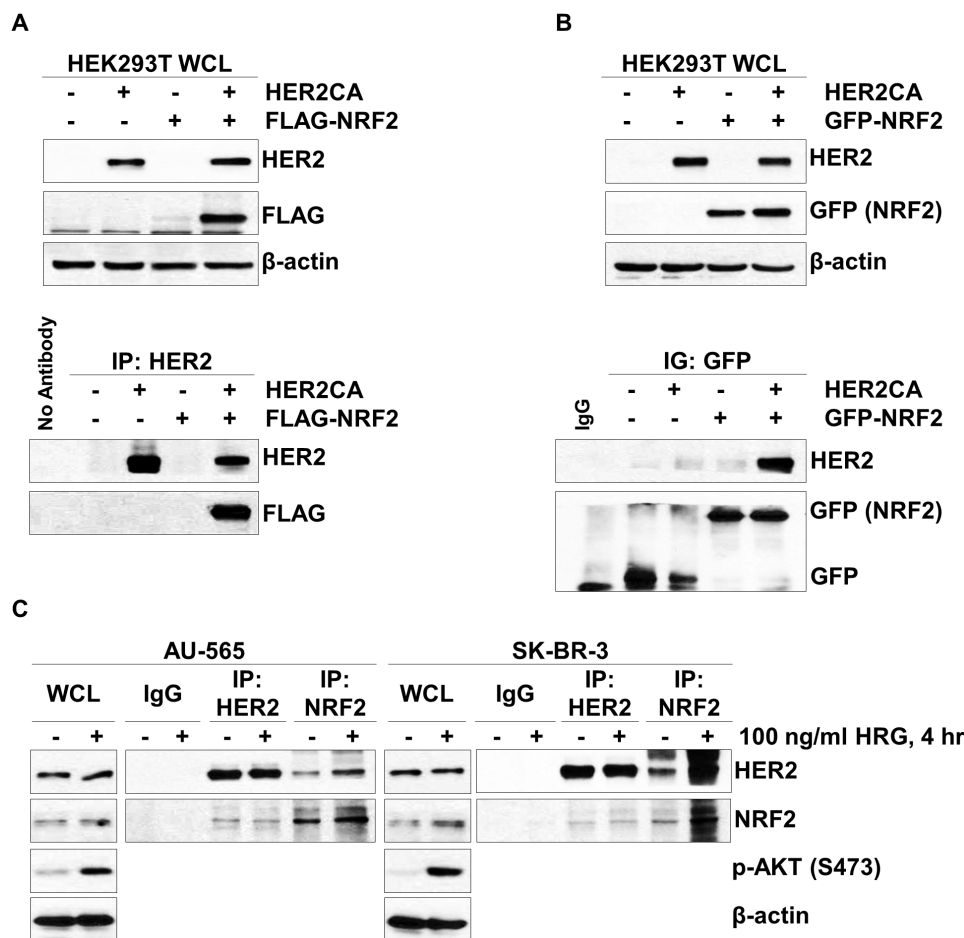 A
HEK293T WCL
- + - + HER2CA
- - + + FLAG-NRF2
HER2
FLAG
β-actin
No Antibody
IP: HER2
- + - + HER2CA
- - + + FLAG-NRF2
HER2
FLAG
B
HEK293T WCL
- + - + HER2CA
- - + + GFP-NRF2
HER2
GFP (NRF2)
β-actin
IgG
IG: GFP
- + - + HER2CA
- - + + GFP-NRF2
HER2
GFP (NRF2)
GFP
C
AU-565 SK-BR-3
WCL IgG IP: HER2 IP: NRF2 WCL IgG IP: HER2 IP: NRF2
- + - + - + - + - + - + - + - + 100 ng/ml HRG, 4 hr
HER2
NRF2
p-AKT (S473)
β-actin